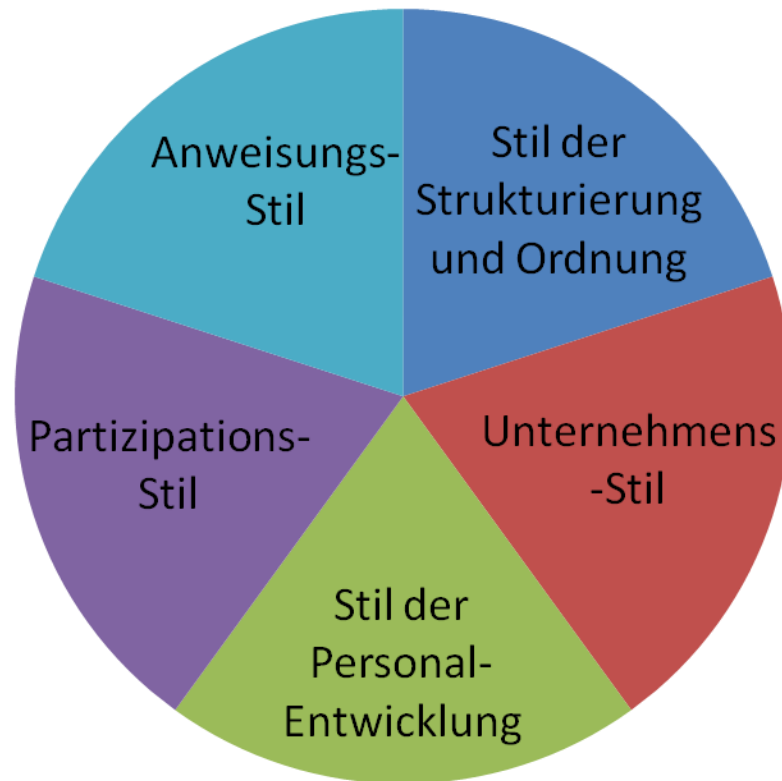 Anweisungs-
Stil
Stil der
Strukturierung
und Ordnung
Partizipations-
Stil
Unternehmens
-Stil
Stil der
Personal-
Entwicklung